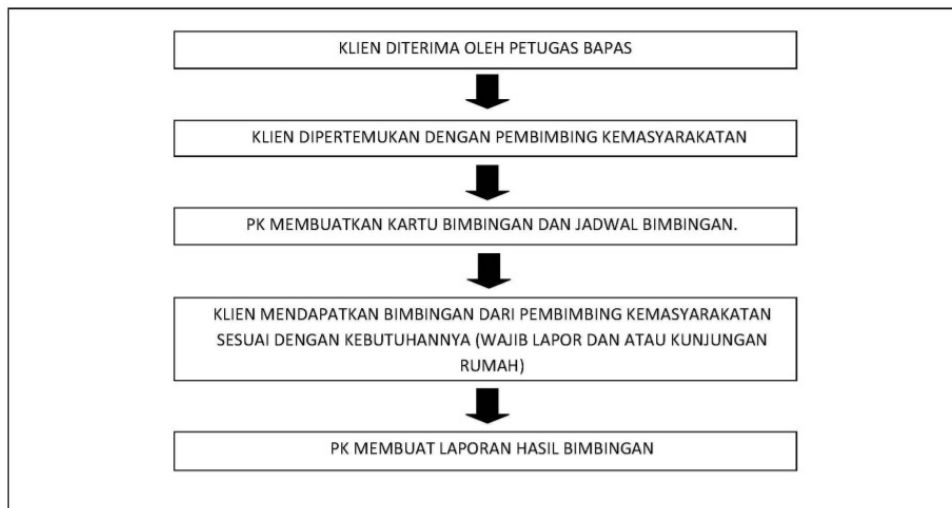 KLIEN DITERIMA OLEH PETUGAS BAPAS
KLIEN DIPERTEMUKAN DENGAN PEMBIMBING KEMASYARAKATAN
PK MEMBUATKAN KARTU BIMBINGAN DAN JADWAL BIMBINGAN.
KLIEN MENDAPATKAN BIMBINGAN DARI PEMBIMBING KEMASYARAKATAN
SESUAI DENGAN KEBUTUHANNYA (WAJIB LAPOR DAN ATAU KUNJUNGAN
RUMAH)
PK MEMBUAT LAPORAN HASIL BIMBINGAN